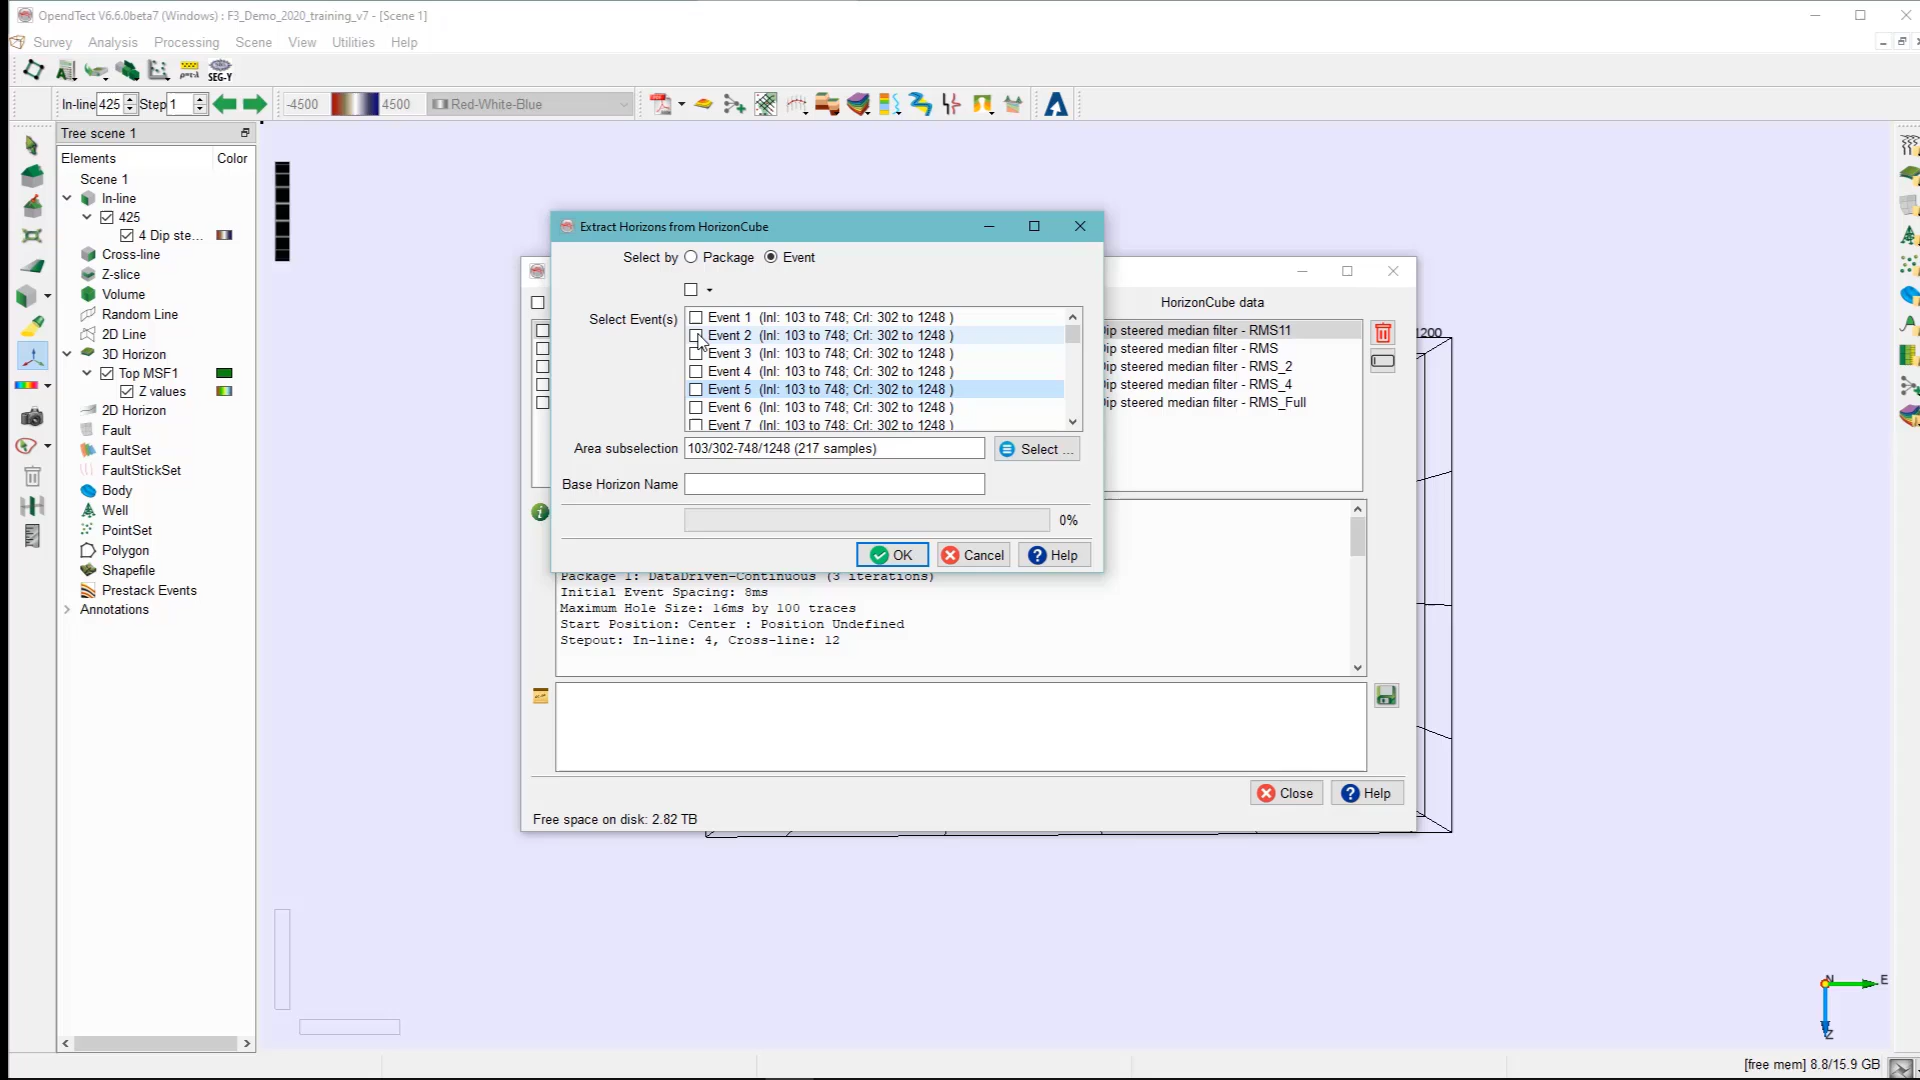 OpendTect V6.6.0beta7 (Windows) : F3_Demo_2020_training_v7 - [Scene 1]
Survey Analysis Processing Scene View Utilities Help
SEG-Y
In-line 425 Step 1 -4500 4500 Red-White-Blue
Tree scene 1
Elements Color
Scene 1
In-line
425
4 Dip ste...
Cross-line
Z-slice
Volume
Random Line
2D Line
3D Horizon
Top MSF1
Z values
2D Horizon
Fault
FaultSet
FaultStickSet
Body
Well
PointSet
Polygon
Shapefile
Prestack Events
Annotations
Extract Horizons from HorizonCube
Select by Package Event
Select Event(s)
Event 1 (Inl: 103 to 748; Crl: 302 to 1248 )
Event 2 (Inl: 103 to 748; Crl: 302 to 1248 )
Event 3 (Inl: 103 to 748; Crl: 302 to 1248 )
Event 4 (Inl: 103 to 748; Crl: 302 to 1248 )
Event 5 (Inl: 103 to 748; Crl: 302 to 1248 )
Event 6 (Inl: 103 to 748; Crl: 302 to 1248 )
Event 7 (Inl: 103 to 748; Crl: 302 to 1248 )
Area subselection 103/302-748/1248 (217 samples) Select ...
Base Horizon Name
0%
OK Cancel Help
HorizonCube data
ip steered median filter - RMS11
ip steered median filter - RMS
ip steered median filter - RMS_2
ip steered median filter - RMS_4
ip steered median filter - RMS_Full
1200
Package 1: DataDriven-Continuous (3 iterations)
Initial Event Spacing: 8ms
Maximum Hole Size: 16ms by 100 traces
Start Position: Center : Position Undefined
Stepout: In-line: 4, Cross-line: 12
Close Help
Free space on disk: 2.82 TB
N E
Z
[free mem] 8.8/15.9 GB